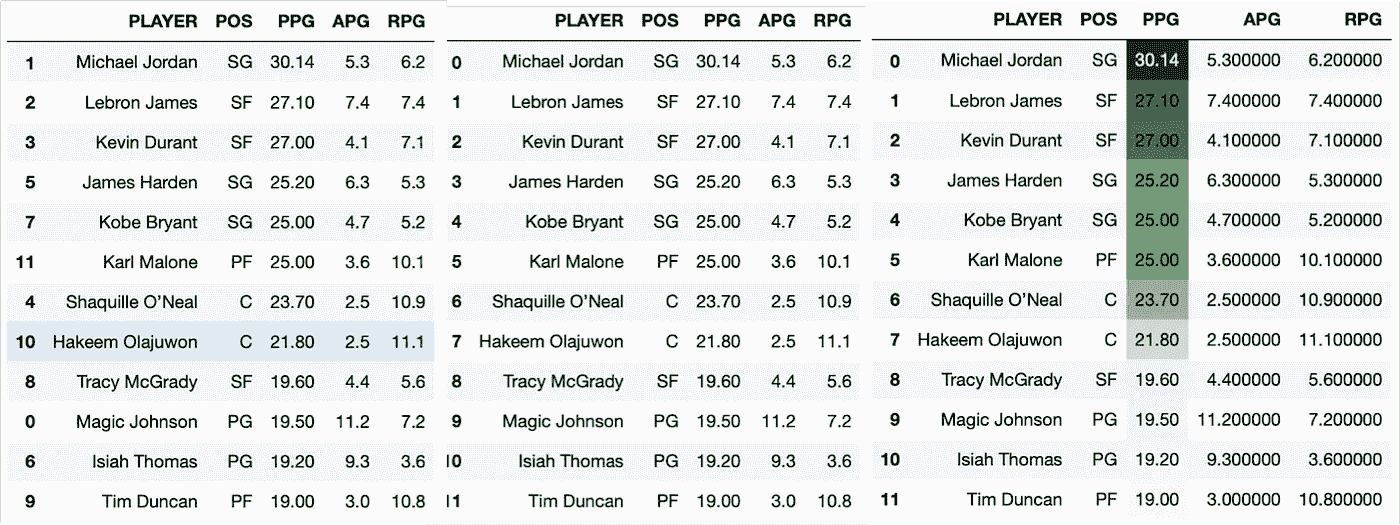 PLAYER POS PPG APG RPG
1 Michael Jordan SG 30.14 5.3 6.2
2 Lebron James SF 27.10 7.4 7.4
3 Kevin Durant SF 27.00 4.1 7.1
5 James Harden SG 25.20 6.3 5.3
7 Kobe Bryant SG 25.00 4.7 5.2
11 Karl Malone PF 25.00 3.6 10.1
4 Shaquille O’Neal C 23.70 2.5 10.9
10 Hakeem Olajuwon C 21.80 2.5 11.1
8 Tracy McGrady SF 19.60 4.4 5.6
0 Magic Johnson PG 19.50 11.2 7.2
6 Isiah Thomas PG 19.20 9.3 3.6
9 Tim Duncan PF 19.00 3.0 10.8
PLAYER POS PPG APG RPG
0 Michael Jordan SG 30.14 5.3 6.2
1 Lebron James SF 27.10 7.4 7.4
2 Kevin Durant SF 27.00 4.1 7.1
3 James Harden SG 25.20 6.3 5.3
4 Kobe Bryant SG 25.00 4.7 5.2
5 Karl Malone PF 25.00 3.6 10.1
6 Shaquille O’Neal C 23.70 2.5 10.9
7 Hakeem Olajuwon C 21.80 2.5 11.1
8 Tracy McGrady SF 19.60 4.4 5.6
9 Magic Johnson PG 19.50 11.2 7.2
10 Isiah Thomas PG 19.20 9.3 3.6
11 Tim Duncan PF 19.00 3.0 10.8
PLAYER POS PPG APG RPG
0 Michael Jordan SG 30.14 5.300000 6.200000
1 Lebron James SF 27.10 7.400000 7.400000
2 Kevin Durant SF 27.00 4.100000 7.100000
3 James Harden SG 25.20 6.300000 5.300000
4 Kobe Bryant SG 25.00 4.700000 5.200000
5 Karl Malone PF 25.00 3.600000 10.100000
6 Shaquille O’Neal C 23.70 2.500000 10.900000
7 Hakeem Olajuwon C 21.80 2.500000 11.100000
8 Tracy McGrady SF 19.60 4.400000 5.600000
9 Magic Johnson PG 19.50 11.200000 7.200000
10 Isiah Thomas PG 19.20 9.300000 3.600000
11 Tim Duncan PF 19.00 3.000000 10.800000